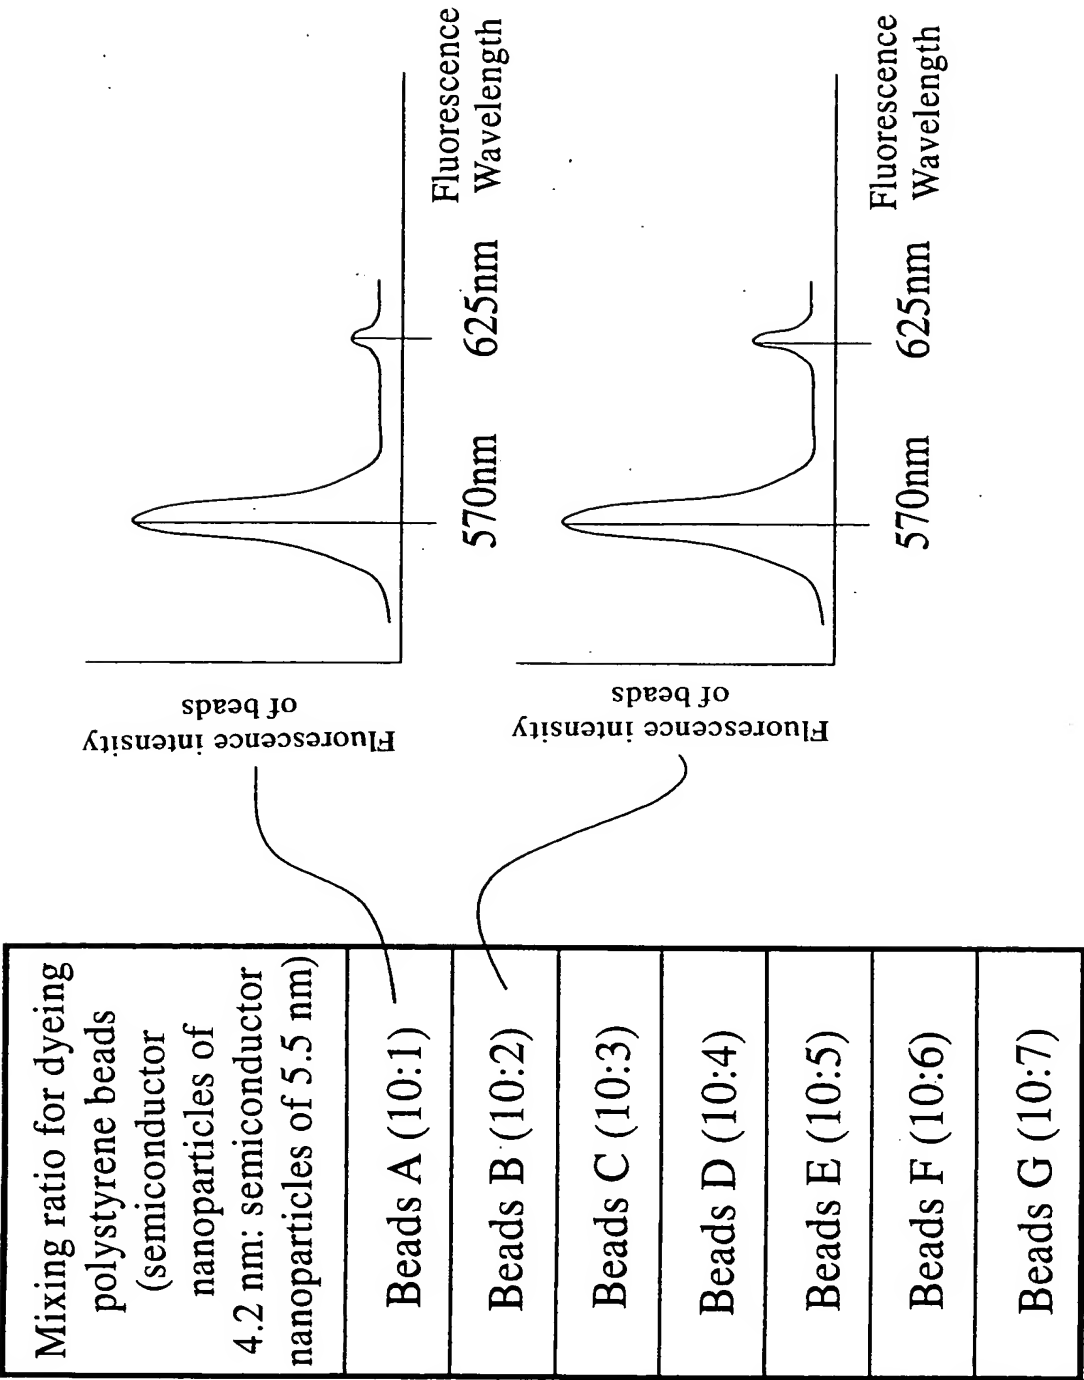 Mixing ratio for dyeing
polystyrene beads
(semiconductor
nanoparticles of
4.2 nm: semiconductor
nanoparticles of 5.5 nm)
Beads A (10:1)
Beads B (10:2)
Beads C (10:3)
Beads D (10:4)
Beads E (10:5)
Beads F (10:6)
Beads G (10:7)
Fluorescence intensity
of beads
570nm
625nm
Fluorescence
Wavelength
Fluorescence intensity
of beads
570nm
625nm
Fluorescence
Wavelength